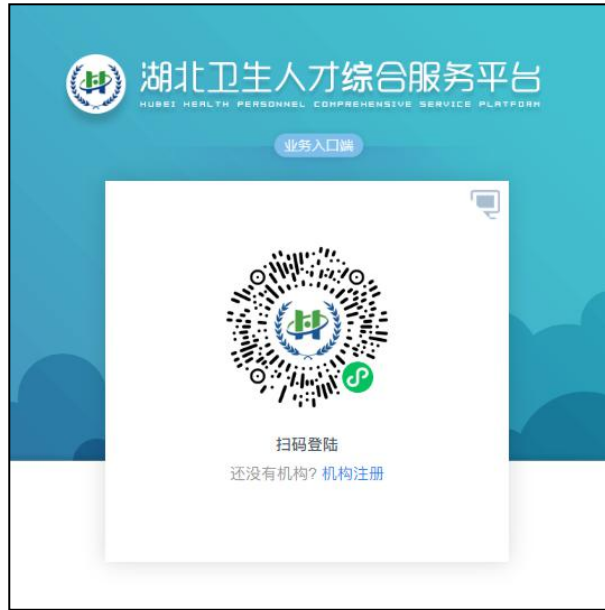 湖北卫生人才综合服务平台
HUBEI HEALTH PERSONNEL COMPREHENSIVE SERVICE PLATFORM
业务入口端
扫码登陆
还没有机构? 机构注册